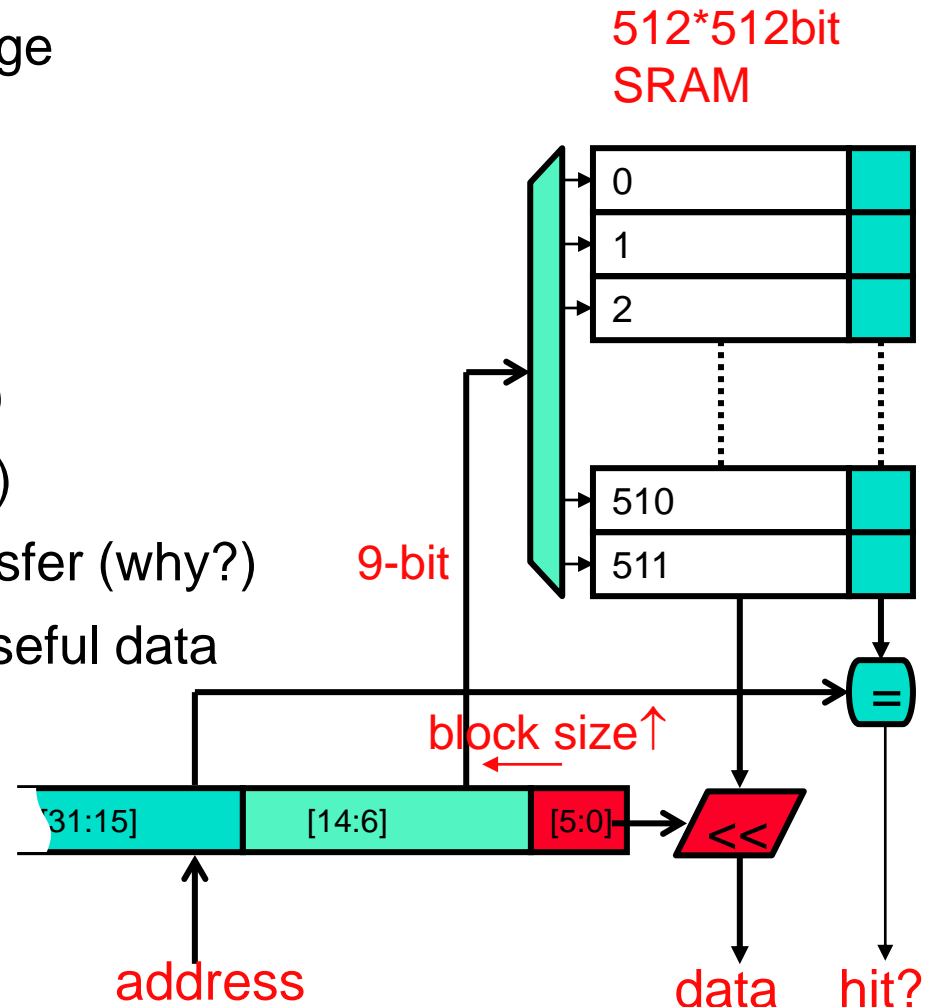 ge
)
)
sfer (why?)
seful data
512*512bit
SRAM
0
1
2
510
511
9-bit
=
block size↑
31:15]
[14:6]
[5:0]
<<
address
data
hit?